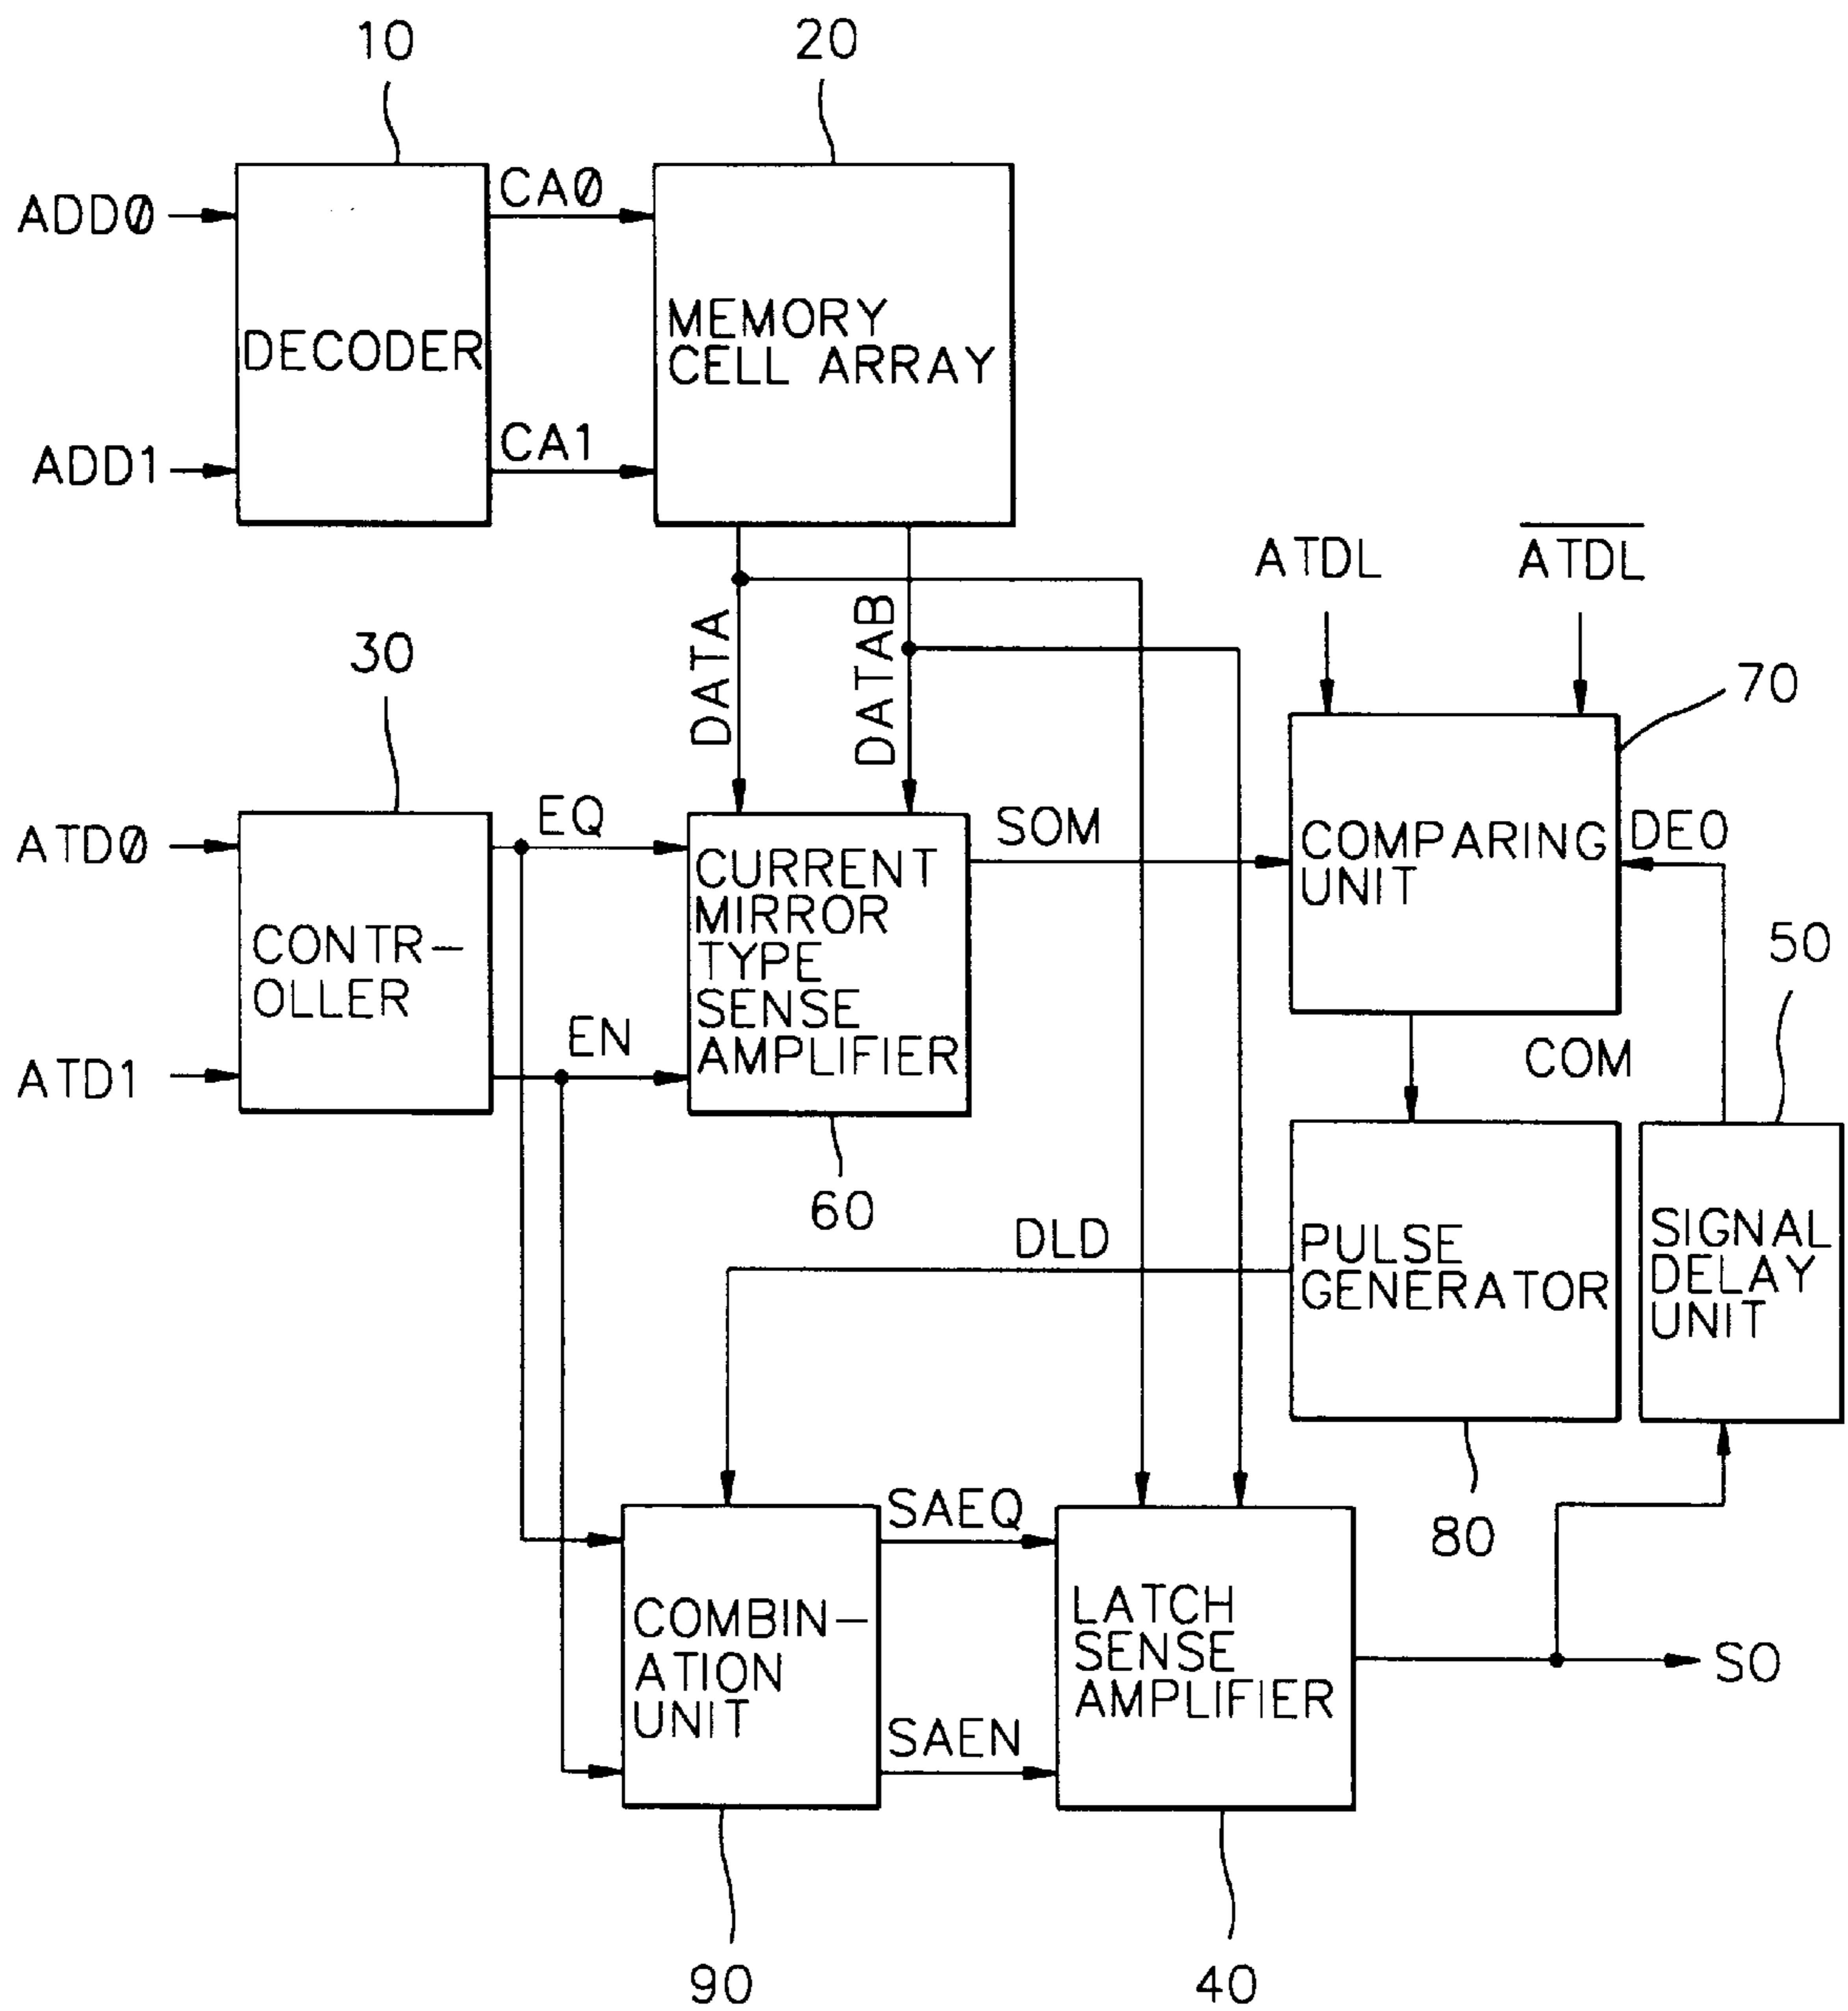 10
20
ADD0
CA0
DECODER
MEMORY
CELL ARRAY
ADD1
CA1
ATDL
ATDL
DATA
DATAB
30
70
ATD0
EQ
SOM
DEO
CONTR-
OLLER
CURRENT
MIRROR
TYPE
SENSE
AMPLIFIER
COMPARING
UNIT
50
ATD1
EN
COM
60
DLD
PULSE
GENERATOR
SIGNAL
DELAY
UNIT
80
SAEQ
COMBIN-
ATION
UNIT
LATCH
SENSE
AMPLIFIER
SO
SAEN
90
40